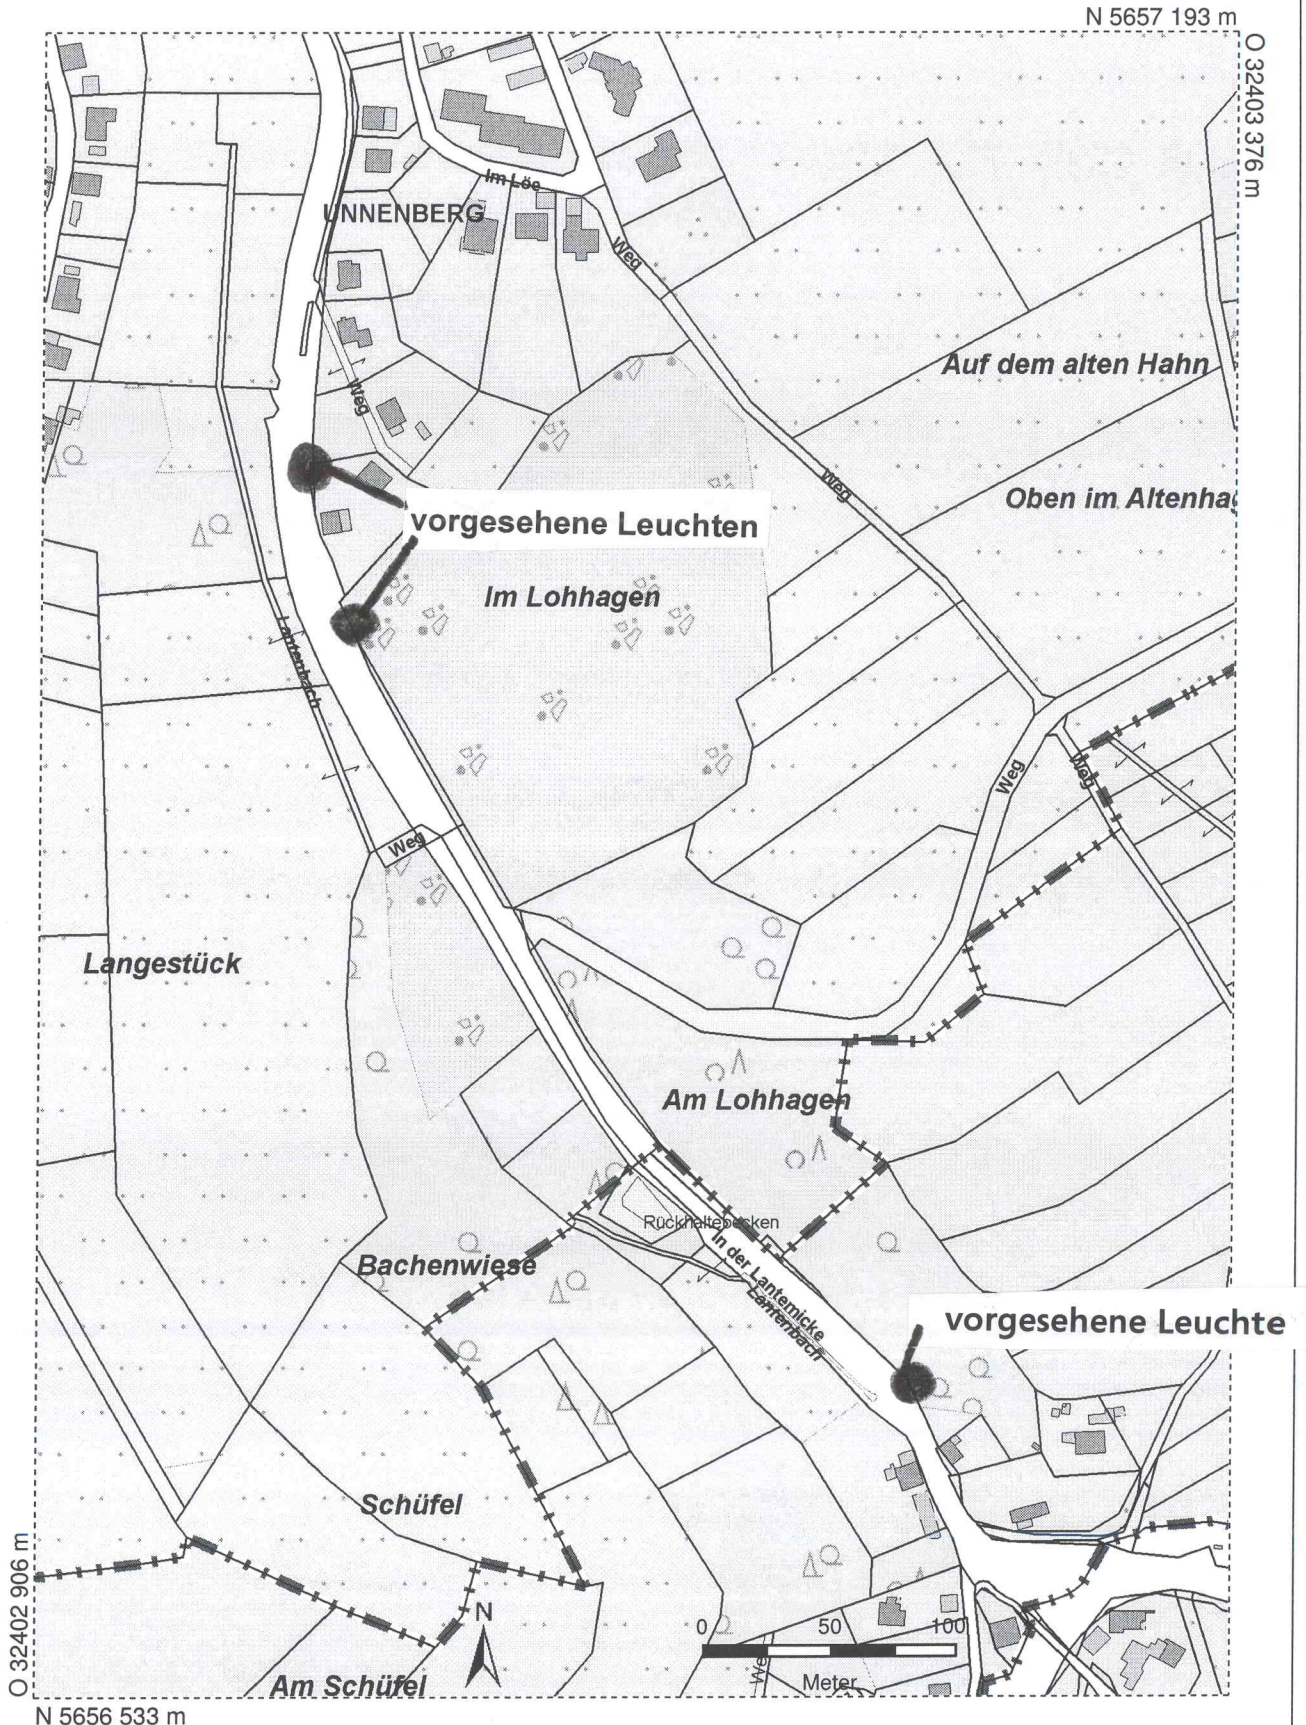 N 5657 193 m
O 32403 376 m
Im Löe
UNNENBERG
Weg
Auf dem alten Hahn
Weg
Weg
Oben im Altenhag
vorgesehene Leuchten
Im Lohhagen
Lantenbach
Weg
Weg
Weg
Langestück
Am Lohhagen
Rückhaltebecken
In der Lantemicke
Lantenbach
Bachenwiese
vorgesehene Leuchte
Schüfel
O 32402 906 m
N
0 50 100
Meter
Am Schüfel
N 5656 533 m